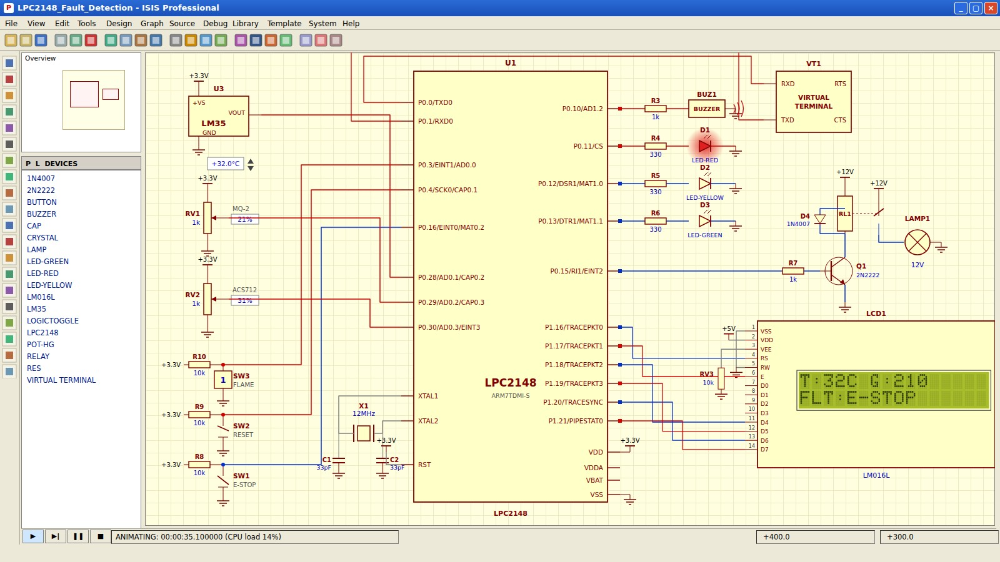 P LPC2148_Fault_Detection - ISIS Professional
File View Edit Tools Design Graph Source Debug Library Template System Help
Overview
P L DEVICES
1N4007
2N2222
BUTTON
BUZZER
CAP
CRYSTAL
LAMP
LED-GREEN
LED-RED
LED-YELLOW
LM016L
LM35
LOGICTOGGLE
LPC2148
POT-HG
RELAY
RES
VIRTUAL TERMINAL
+3.3V
U3
+VS
VOUT
LM35
GND
+32.0°C
+3.3V
RV1
1k
MQ-2
21%
+3.3V
RV2
1k
ACS712
31%
+3.3V
R10
10k
1
SW3
FLAME
+3.3V
R9
10k
SW2
RESET
+3.3V
R8
10k
SW1
E-STOP
X1
12MHz
+3.3V
C1
33pF
C2
33pF
U1
P0.0/TXD0
P0.1/RXD0
P0.3/EINT1/AD0.0
P0.4/SCK0/CAP0.1
P0.16/EINT0/MAT0.2
P0.28/AD0.1/CAP0.2
P0.29/AD0.2/CAP0.3
P0.30/AD0.3/EINT3
XTAL1
XTAL2
RST
P0.10/AD1.2
P0.11/CS
P0.12/DSR1/MAT1.0
P0.13/DTR1/MAT1.1
P0.15/RI1/EINT2
P1.16/TRACEPKT0
P1.17/TRACEPKT1
P1.18/TRACEPKT2
P1.19/TRACEPKT3
P1.20/TRACESYNC
P1.21/PIPESTAT0
VDD
VDDA
VBAT
VSS
LPC2148
ARM7TDMI-S
LPC2148
+3.3V
R3
1k
BUZ1
BUZZER
R4
330
D1
LED-RED
R5
330
D2
LED-YELLOW
R6
330
D3
LED-GREEN
VT1
RXD
RTS
VIRTUAL
TERMINAL
TXD
CTS
+12V
+12V
RL1
D4
1N4007
LAMP1
12V
R7
1k
Q1
2N2222
+5V
RV3
10k
LCD1
1 VSS
2 VDD
3 VEE
4 RS
5 RW
6 E
7 D0
8 D1
9 D2
10 D3
11 D4
12 D5
13 D6
14 D7
T:32C G:210
FLT:E-STOP
LM016L
ANIMATING: 00:00:35.100000 (CPU load 14%)
+400.0
+300.0